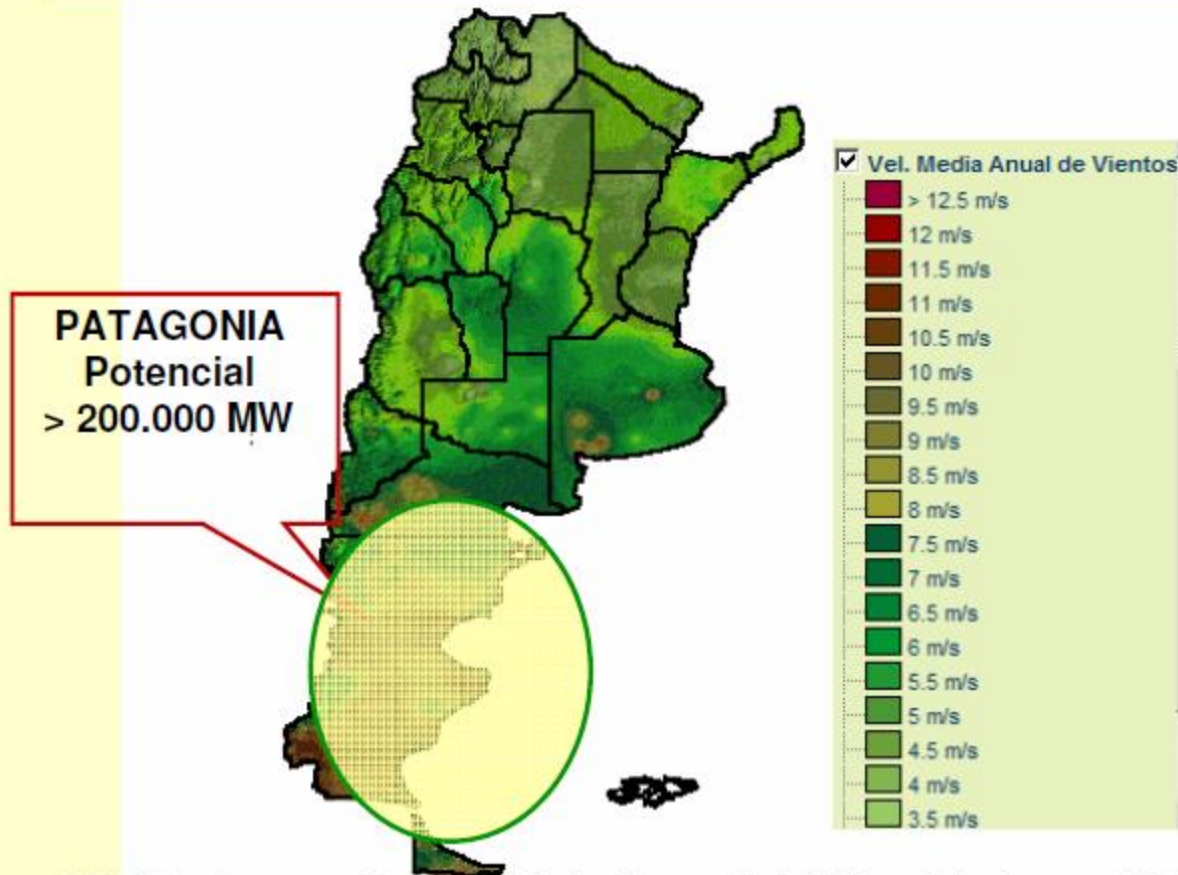 PATAGONIA
Potencial
> 200.000 MW
Vel. Media Anual de Vientos
> 12.5 m/s
12 m/s
11.5 m/s
11 m/s
10.5 m/s
10 m/s
9.5 m/s
9 m/s
8.5 m/s
8 m/s
7.5 m/s
7 m/s
6.5 m/s
6 m/s
5.5 m/s
5 m/s
4.5 m/s
4 m/s
3.5 m/s